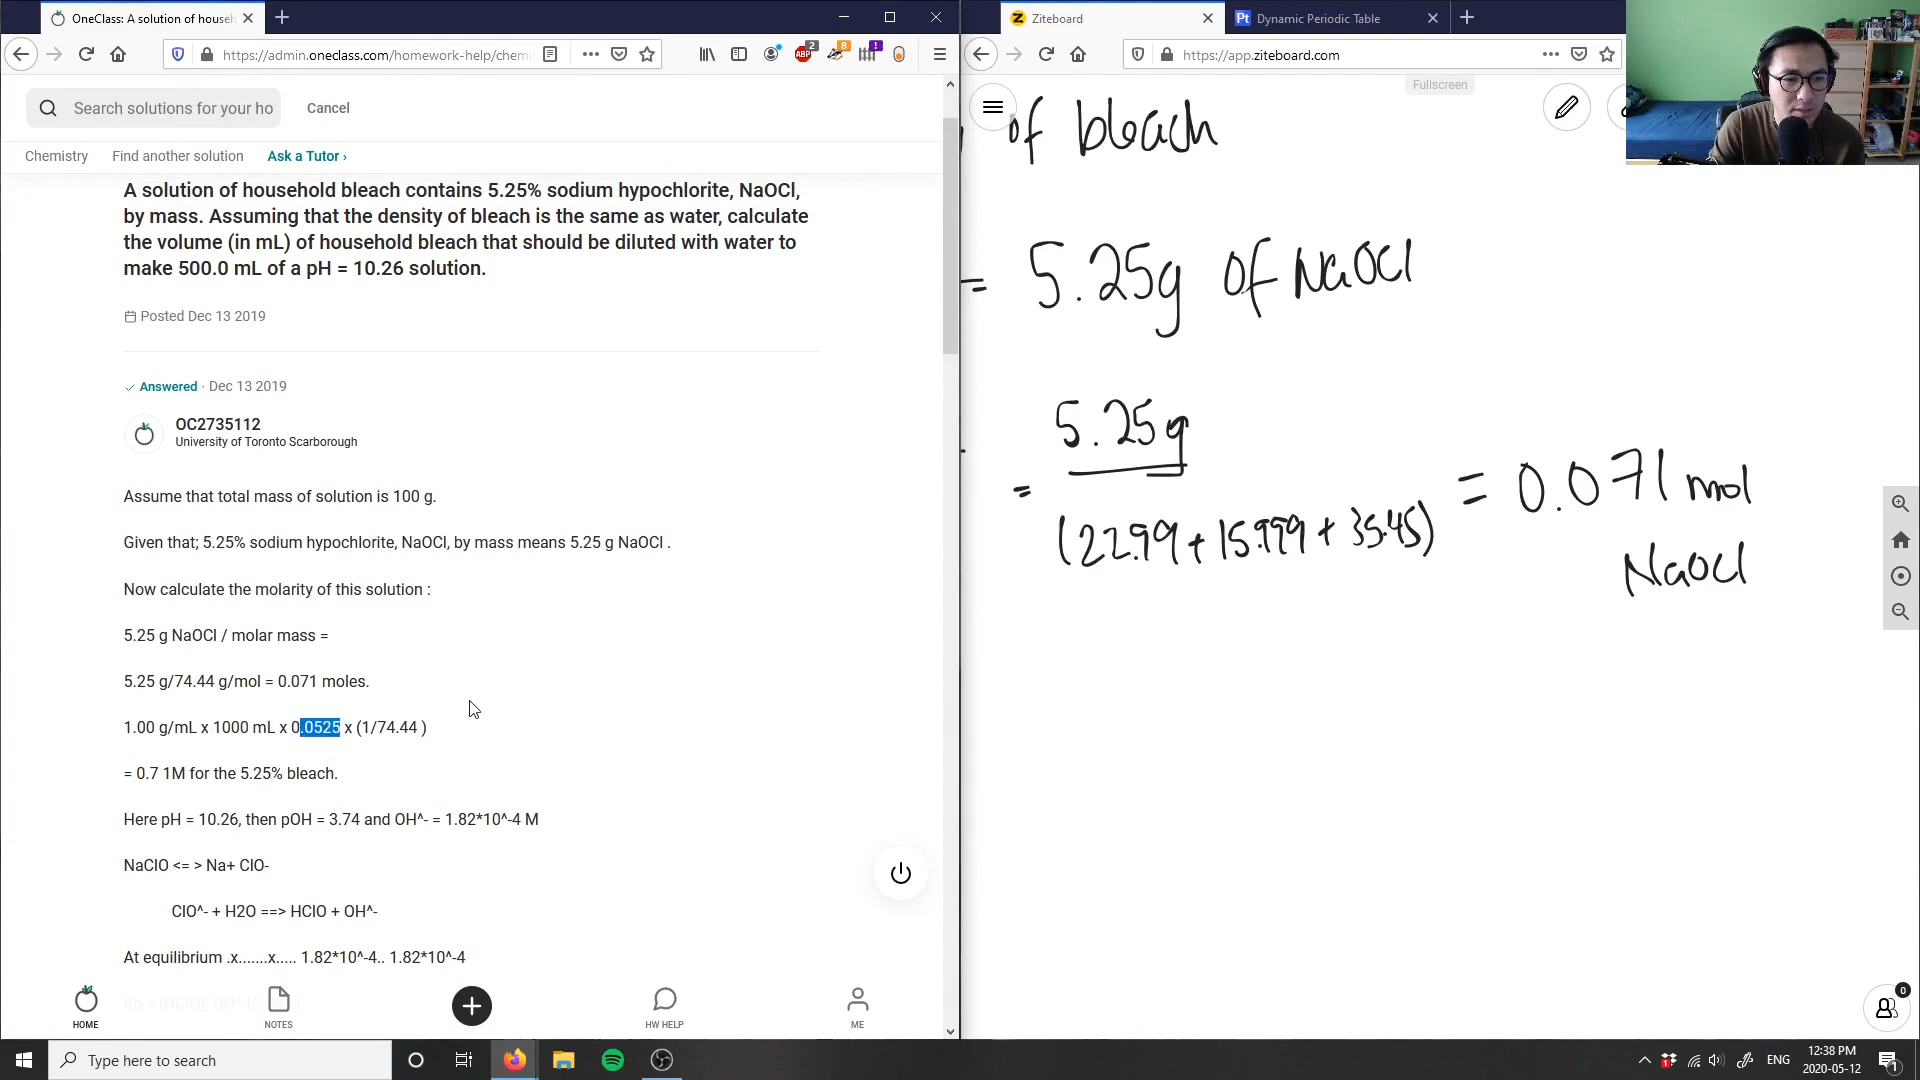 OneClass: A solution of househ
https://admin.oneclass.com/homework-help/chemi
2
8
!
Search solutions for your ho
Cancel
Chemistry
Find another solution
Ask a Tutor ›
A solution of household bleach contains 5.25% sodium hypochlorite, NaOCl,
by mass. Assuming that the density of bleach is the same as water, calculate
the volume (in mL) of household bleach that should be diluted with water to
make 500.0 mL of a pH = 10.26 solution.
Posted Dec 13 2019
Answered · Dec 13 2019
OC2735112
University of Toronto Scarborough
Assume that total mass of solution is 100 g.
Given that; 5.25% sodium hypochlorite, NaOCl, by mass means 5.25 g NaOCl .
Now calculate the molarity of this solution :
5.25 g NaOCl / molar mass =
5.25 g/74.44 g/mol = 0.071 moles.
1.00 g/mL x 1000 mL x 0.0525 x (1/74.44 )
= 0.7 1M for the 5.25% bleach.
Here pH = 10.26, then pOH = 3.74 and OH^- = 1.82*10^-4 M
NaClO <= > Na+ ClO-
ClO^- + H2O ==> HClO + OH^-
At equilibrium .x.......x..... 1.82*10^-4.. 1.82*10^-4
HOME
NOTES
HW HELP
ME
Ziteboard
Pt Dynamic Periodic Table
https://app.ziteboard.com
Fullscreen
of bleach
= 5.25g of NaOCl
= 5.25g
(22.99 + 15.999 + 35.45) = 0.071 mol
NaOCl
0
Type here to search
ENG
12:38 PM
2020-05-12
1